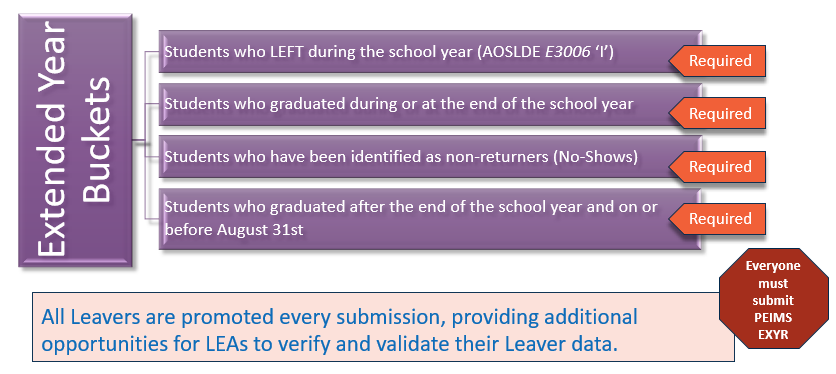 Extended Year
Buckets
Students who LEFT during the school year (AOSLDE E3006 ‘I’)
Required
Students who graduated during or at the end of the school year
Required
Students who have been identified as non-returners (No-Shows)
Required
Students who graduated after the end of the school year and on or
before August 31st
Required
Everyone
must
submit
PEIMS
EXYR
All Leavers are promoted every submission, providing additional
opportunities for LEAs to verify and validate their Leaver data.